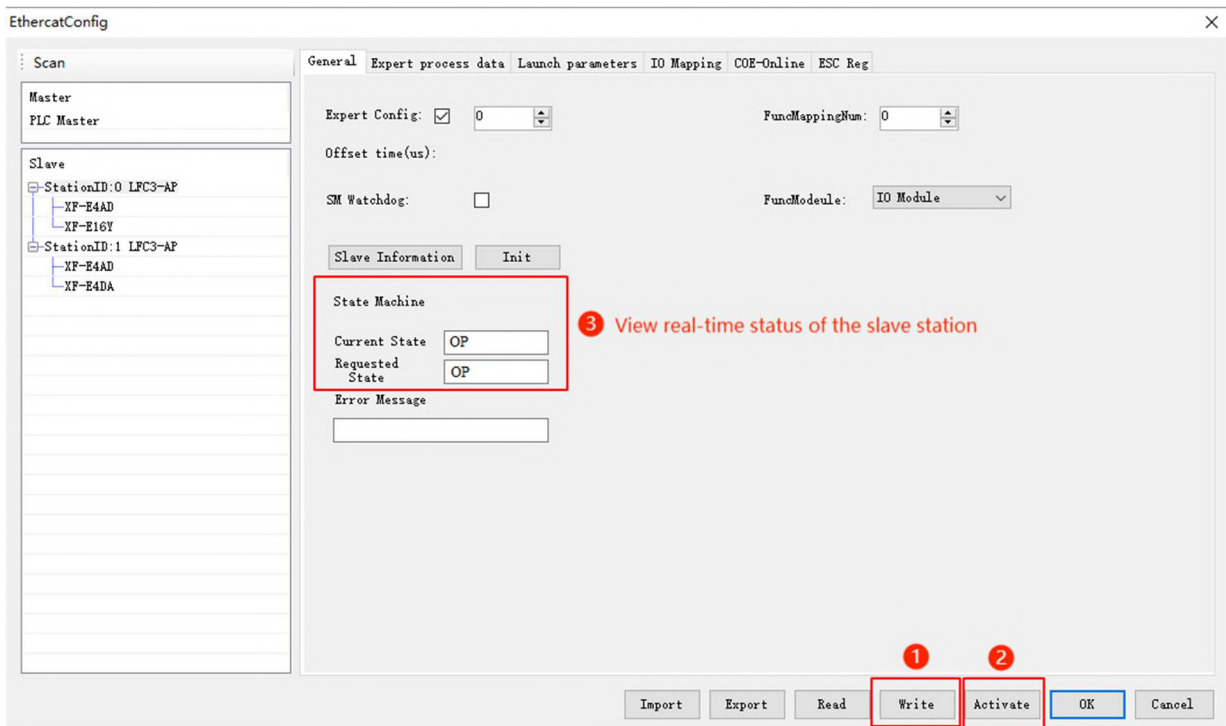 EthercatConfig
Scan
Master
PLC Master
Slave
StationID:0 LFC3-AP
XF-E4AD
XF-E16Y
StationID:1 LFC3-AP
XF-E4AD
XF-E4DA
General Expert process data Launch parameters IO Mapping COE-Online ESC Reg
Expert Config: 0 FuncMappingNum: 0
Offset time(us):
SM Watchdog: FuncModeule: IO Module
Slave Information Init
State Machine
3 View real-time status of the slave station
Current State OP
Requested
State OP
Error Message
1 2
Import Export Read Write Activate OK Cancel